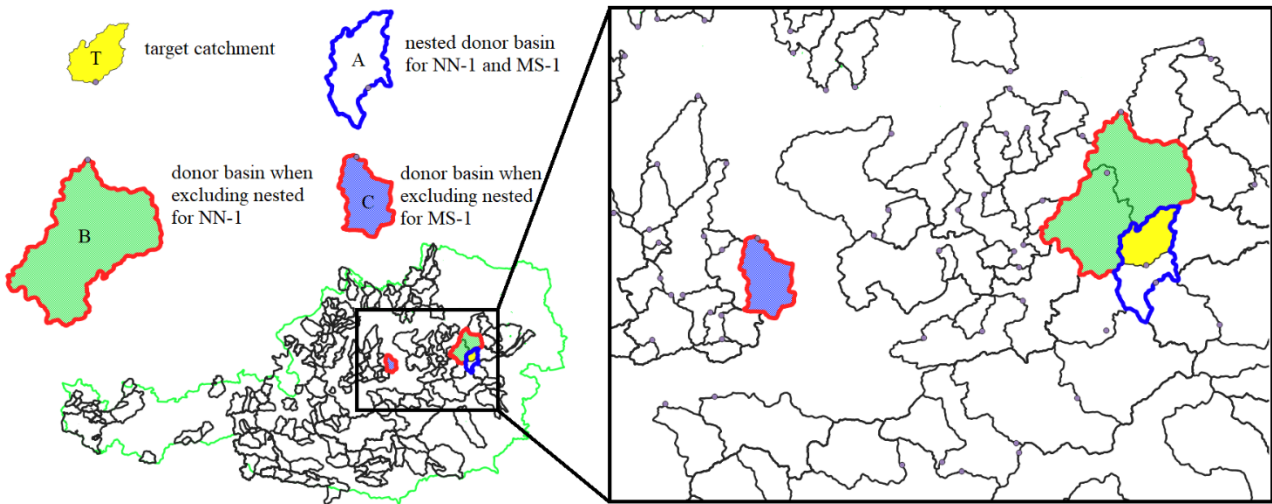 T
target catchment
A
nested donor basin
for NN-1 and MS-1
B
donor basin when
excluding nested
for NN-1
C
donor basin when
excluding nested
for MS-1